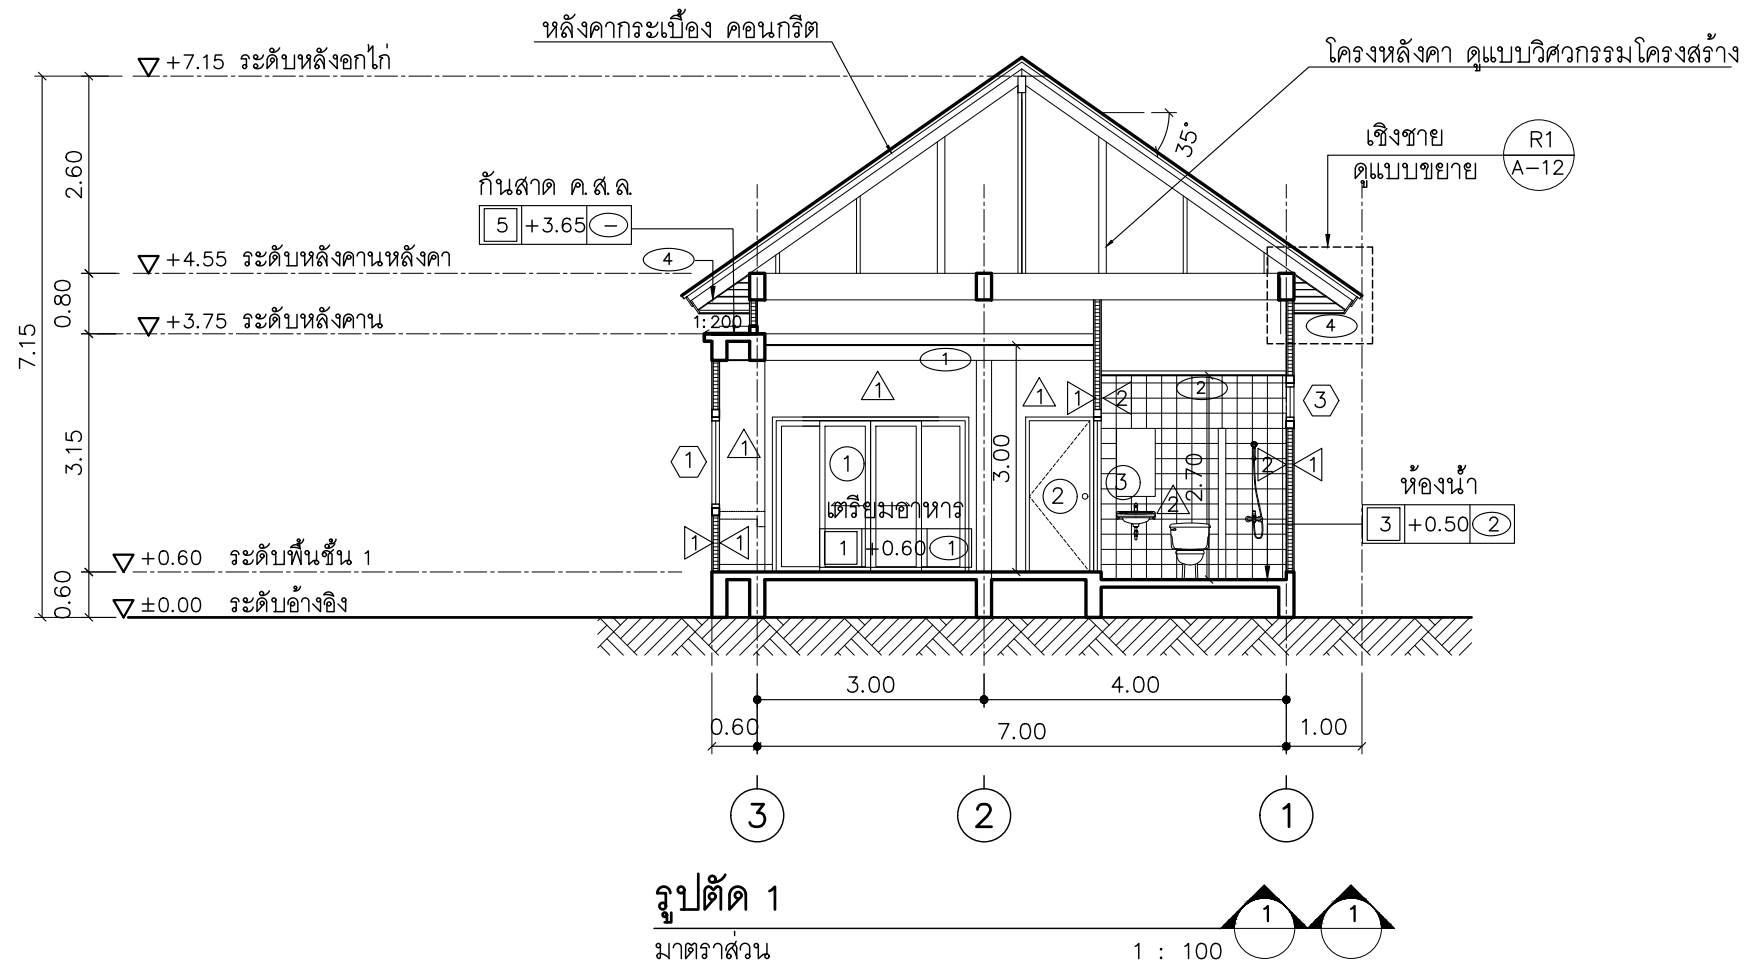 หลังคากระเบื้อง คอนกรีต
โครงหลังคา ดูแบบวิศวกรรมโครงสร้าง
+7.15 ระดับหลังอกไก่
35°
เชิงชาย
ดูแบบขยาย
R1
A-12
2.60
กันสาด ค.ส.ล.
5 +3.65 -
+4.55 ระดับหลังคานหลังคา
4
0.80
+3.75 ระดับหลังคาน
1:200
4
7.15
1
1
1
1 2
2
3
3.15
1
1
1
3.00
2
3
2
2.70
2 1
ห้องน้ำ
3 +0.50 2
เตรียมอาหาร
1 +0.60 1
1 1
+0.60 ระดับพื้นชั้น 1
0.60
±0.00 ระดับอ้างอิง
3.00 4.00
0.60 7.00 1.00
3 2 1
รูปตัด 1
1 1
มาตราส่วน 1 : 100